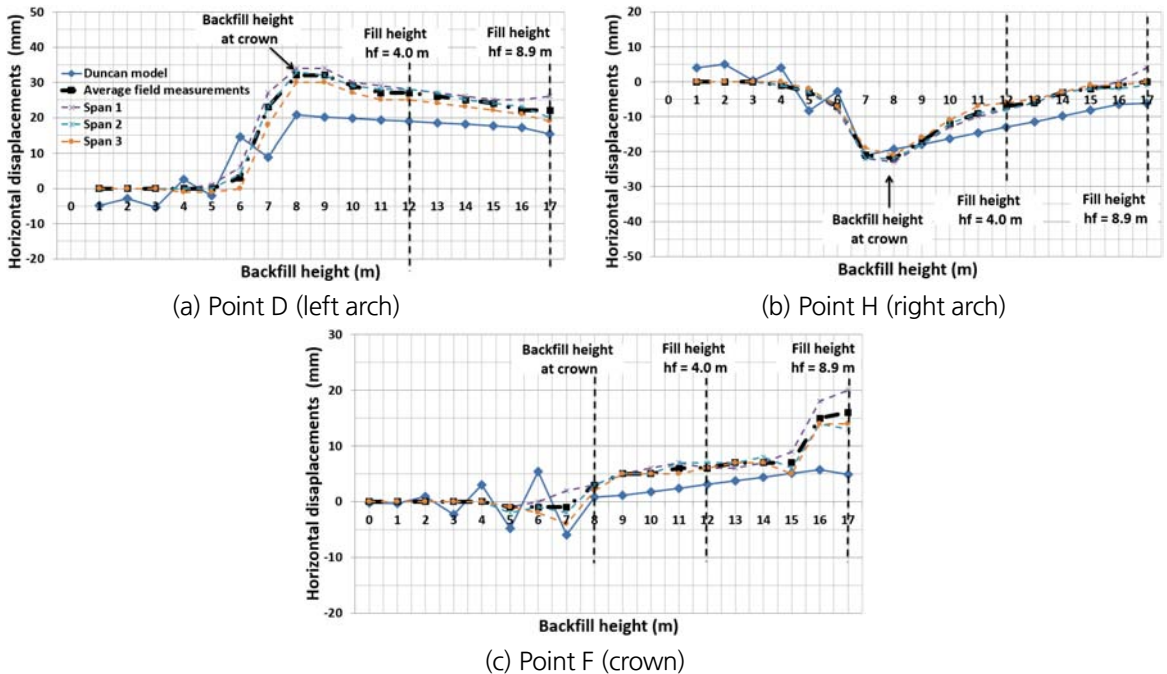 Horizontal disaplacements (mm)
50
40
30
20
10
0
-10
-20
Duncan model
Average field measurements
Span 1
Span 2
Span 3
Backfill height
at crown
Fill height
hf = 4.0 m
Fill height
hf = 8.9 m
0 1 2 3 4 5 6 7 8 9 10 11 12 13 14 15 16 17
Backfill height (m)
(a) Point D (left arch)
Horizontal disaplacements (mm)
20
10
0
-10
-20
-30
-40
-50
0 1 2 3 4 5 6 7 8 9 10 11 12 13 14 15 16 17
Backfill height
at crown
Fill height
hf = 4.0 m
Fill height
hf = 8.9 m
Backfill height (m)
(b) Point H (right arch)
Horizontal disaplacements (mm)
30
20
10
0
-10
-20
Backfill height
at crown
Fill height
hf = 4.0 m
Fill height
hf = 8.9 m
0 1 2 3 4 5 6 7 8 9 10 11 12 13 14 15 16 17
Backfill height (m)
(c) Point F (crown)